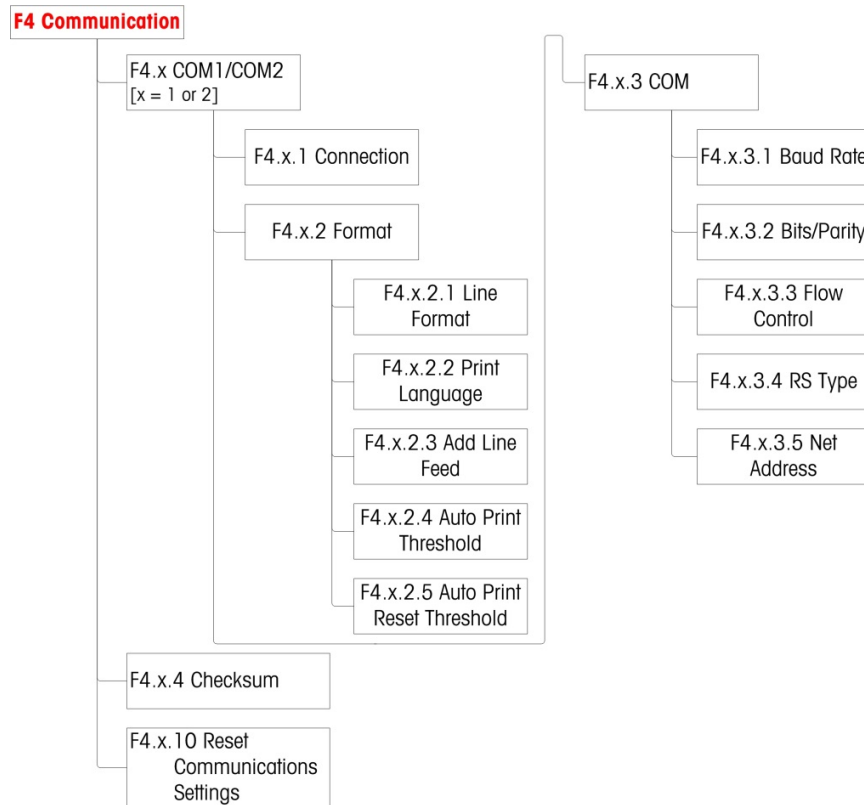 F4 Communication
F4.x COM1/COM2
[x = 1 or 2]
F4.x.1 Connection
F4.x.2 Format
F4.x.2.1 Line
Format
F4.x.2.2 Print
Language
F4.x.2.3 Add Line
Feed
F4.x.2.4 Auto Print
Threshold
F4.x.2.5 Auto Print
Reset Threshold
F4.x.3 COM
F4.x.3.1 Baud Rate
F4.x.3.2 Bits/Parity
F4.x.3.3 Flow
Control
F4.x.3.4 RS Type
F4.x.3.5 Net
Address
F4.x.4 Checksum
F4.x.10 Reset
Communications
Settings